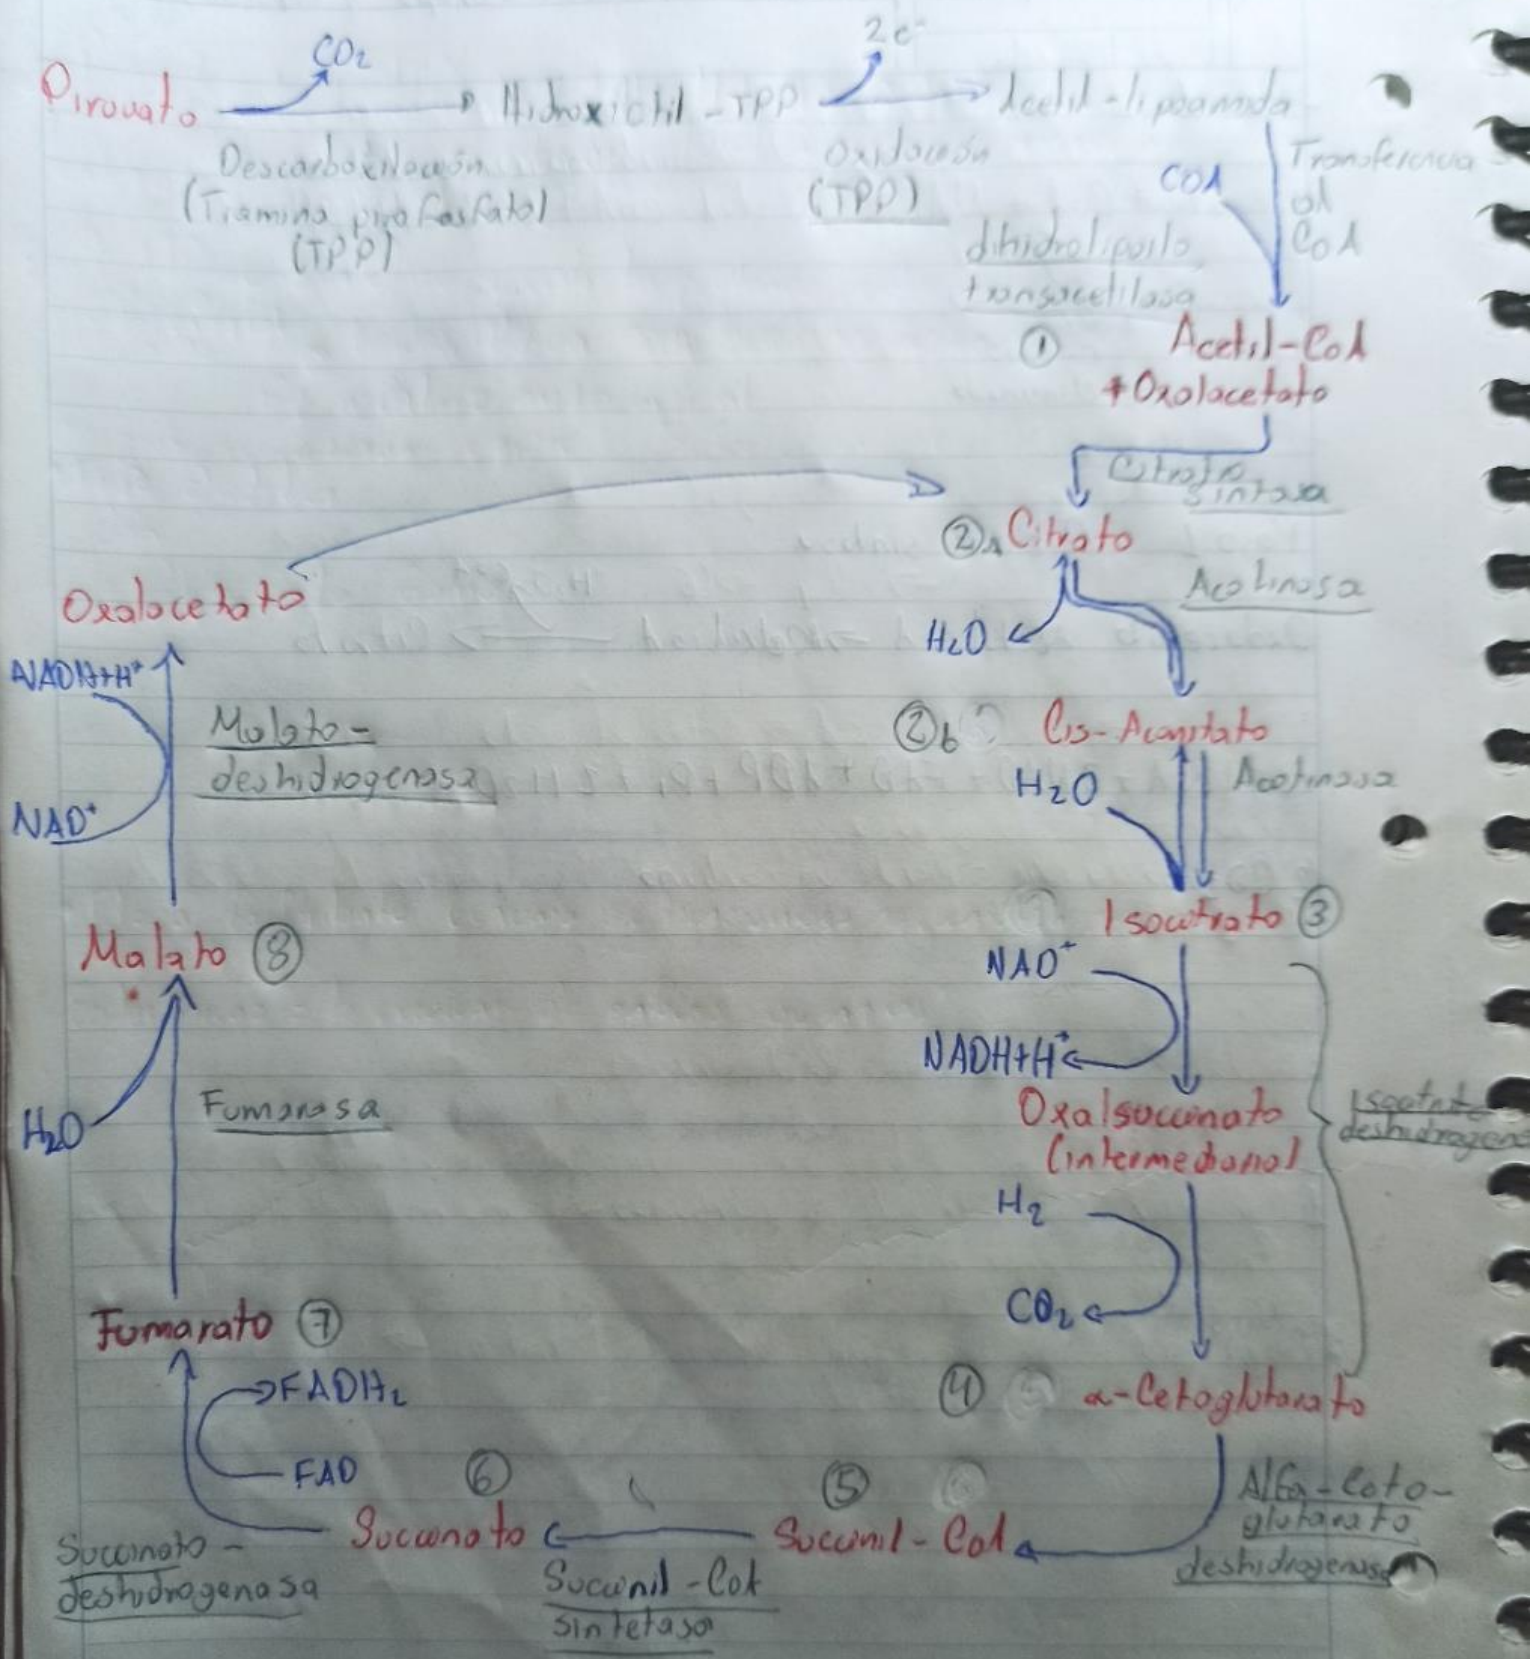 CO2
2e-
Pirovato
Hidroxietil-TPP
Acetil-lipoamida
Descarboxilación
(Tiamina pirofosfato)
(TPP)
Oxidación
(TPP)
Transferencia
al
CoA
COA
dihidrolipoilo
transacetilasa
① Acetil-CoA
+Oxalacetato
Citrato
sintasa
②a Citrato
Acotinasa
H2O
Oxalocetato
NADH+H+
②b Cis-Aconitato
Malato-
deshidrogenasa
H2O
Acotinasa
NAD+
Isocitrato ③
Malato ⑧
NAD+
NADH+H+
Oxalsuccinato
(intermediario)
Isocitrato
Fumarasa
H2O
H2
CO2
Fumarato ⑦
④ α-Cetoglutarato
FADH2
FAD
⑥
⑤
Alfa-ceto-
glutarato
deshidrogenasa
Succinato
Succinil-CoA
Succinato-
deshidrogenasa
Succinil-CoA
sintetasa